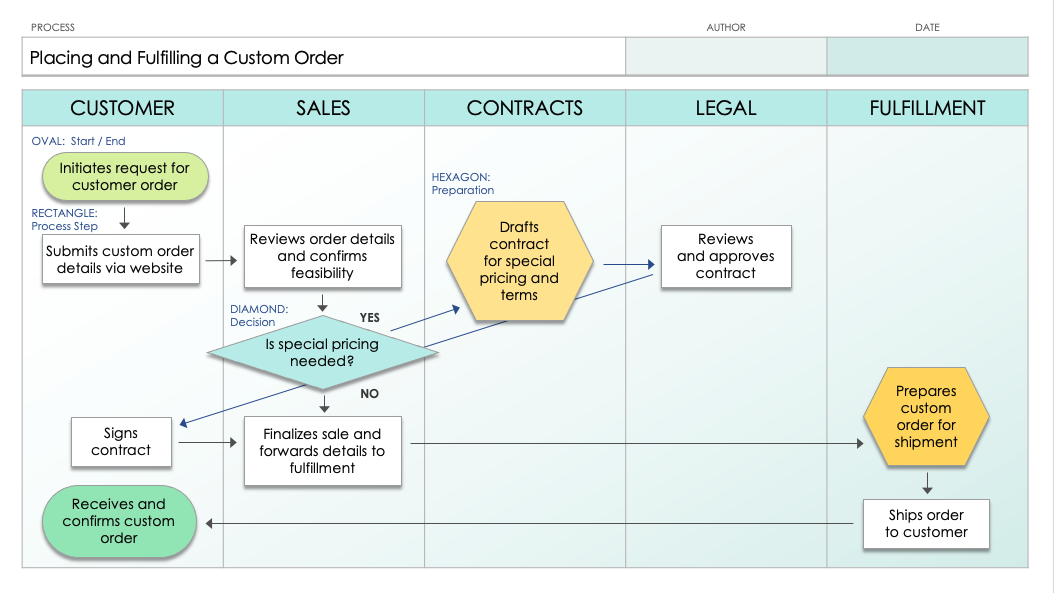 PROCESS
AUTHOR
DATE
Placing and Fulfilling a Custom Order
CUSTOMER
SALES
CONTRACTS
LEGAL
FULFILLMENT
OVAL: Start / End
Initiates request for
customer order
RECTANGLE:
Process Step
Submits custom order
details via website
Reviews order details
and confirms
feasibility
HEXAGON:
Preparation
Drafts
contract
for special
pricing and
terms
Reviews
and approves
contract
DIAMOND:
Decision
YES
Is special pricing
needed?
NO
Signs
contract
Finalizes sale and
forwards details to
fulfillment
Prepares
custom
order for
shipment
Receives and
confirms custom
order
Ships order
to customer